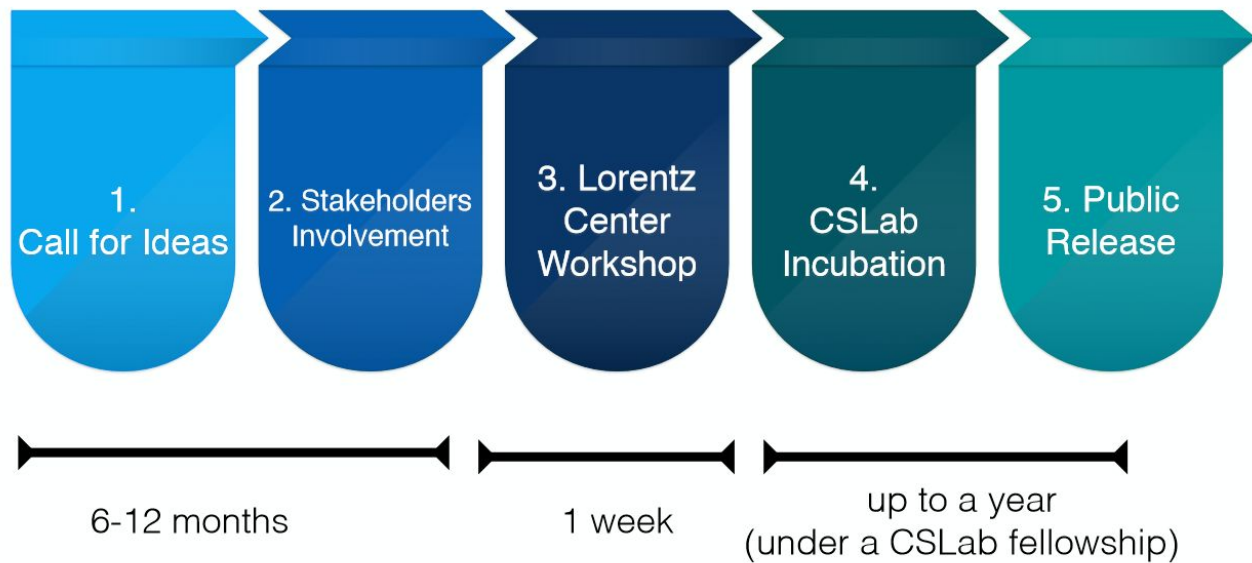 1.
Call for Ideas
2. Stakeholders
Involvement
3. Lorentz
Center
Workshop
4.
CSLab
Incubation
5. Public
Release
6-12 months
1 week
up to a year
(under a CSLab fellowship)